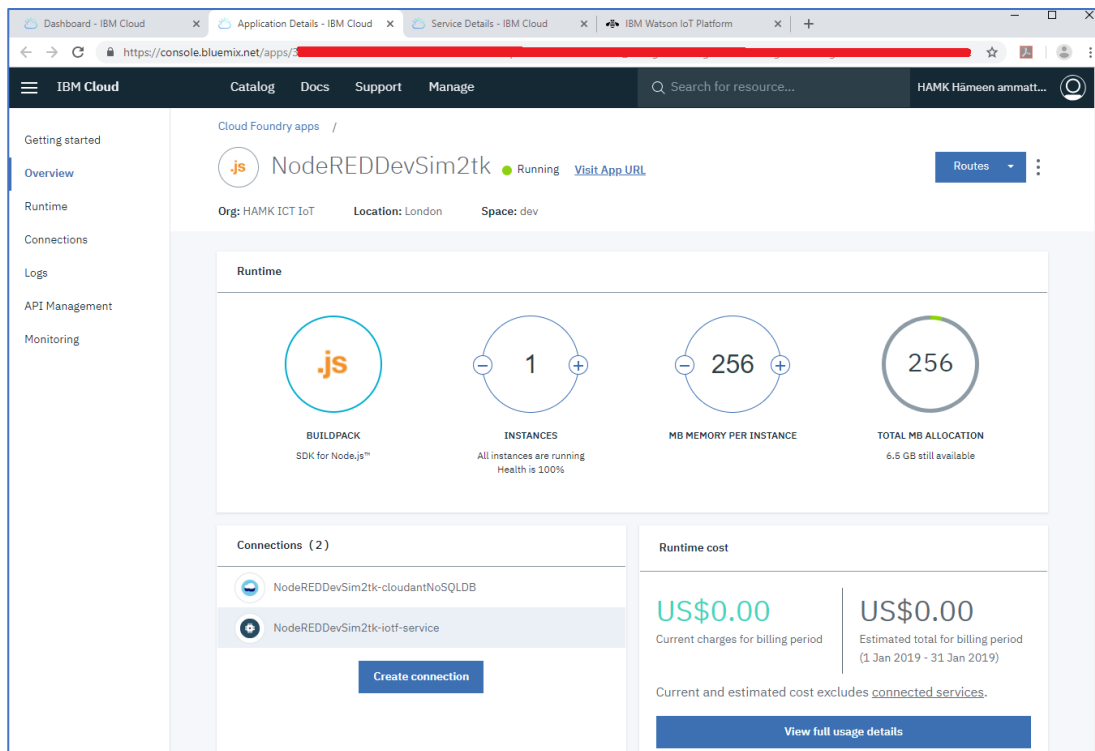 Dashboard - IBM Cloud
Application Details - IBM Cloud
Service Details - IBM Cloud
IBM Watson IoT Platform
https://console.bluemix.net/apps/3
IBM Cloud
Catalog
Docs
Support
Manage
Search for resource...
HAMK Hämeen ammatt...
Getting started
Overview
Runtime
Connections
Logs
API Management
Monitoring
Cloud Foundry apps /
.js
NodeREDDevSim2tk
Running
Visit App URL
Routes
Org: HAMK ICT IoT
Location: London
Space: dev
Runtime
.js
BUILDPACK
SDK for Node.js™
1
INSTANCES
All instances are running
Health is 100%
256
MB MEMORY PER INSTANCE
256
TOTAL MB ALLOCATION
6.5 GB still available
Connections (2)
NodeREDDevSim2tk-cloudantNoSQLDB
NodeREDDevSim2tk-iotf-service
Create connection
Runtime cost
US$0.00
Current charges for billing period
US$0.00
Estimated total for billing period
(1 Jan 2019 - 31 Jan 2019)
Current and estimated cost excludes connected services.
View full usage details